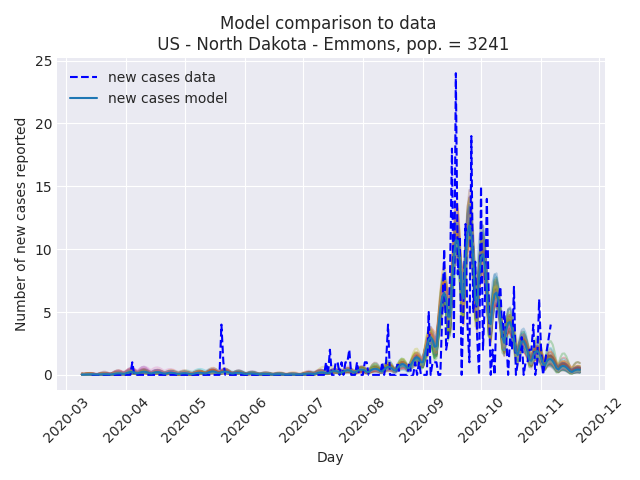 Model comparison to data
US - North Dakota - Emmons, pop. = 3241
25
20
15
10
5
0
Number of new cases reported
new cases data
new cases model
2020-03
2020-04
2020-05
2020-06
2020-07
2020-08
2020-09
2020-10
2020-11
2020-12
Day